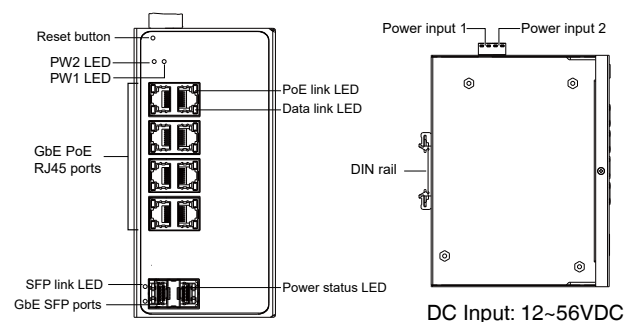 Reset button
PW2 LED
PW1 LED
PoE link LED
Data link LED
GbE PoE
RJ45 ports
SFP link LED
GbE SFP ports
Power status LED
Power input 1
Power input 2
DIN rail
DC Input: 12~56VDC